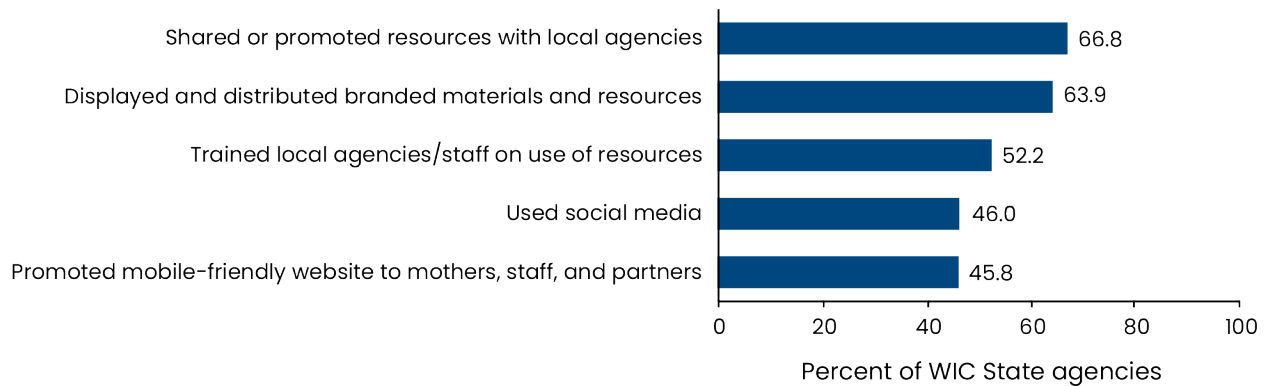 Shared or promoted resources with local agencies 66.8
Displayed and distributed branded materials and resources 63.9
Trained local agencies/staff on use of resources 52.2
Used social media 46.0
Promoted mobile-friendly website to mothers, staff, and partners 45.8
0 20 40 60 80 100
Percent of WIC State agencies